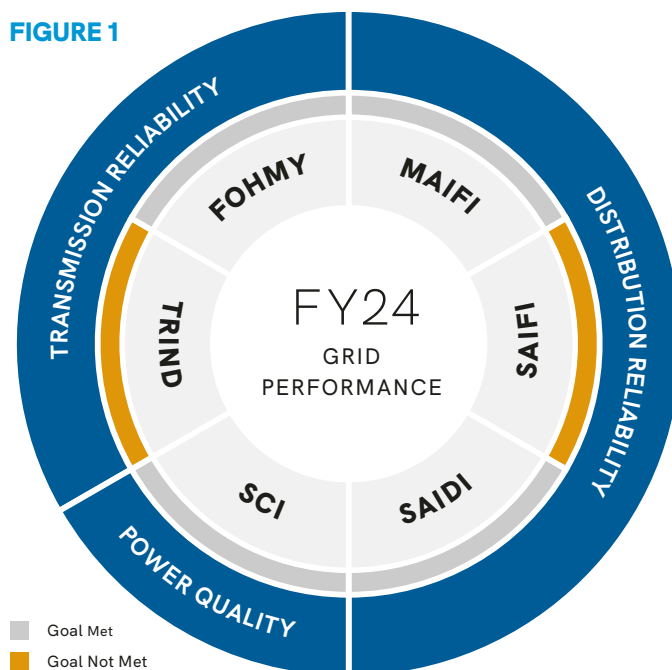 FIGURE 1
TRANSMISSION RELIABILITY
DISTRIBUTION RELIABILITY
POWER QUALITY
FOHMY
MAIFI
TRIND
SAIFI
SCI
SAIDI
FY24
GRID
PERFORMANCE
Goal Met
Goal Not Met